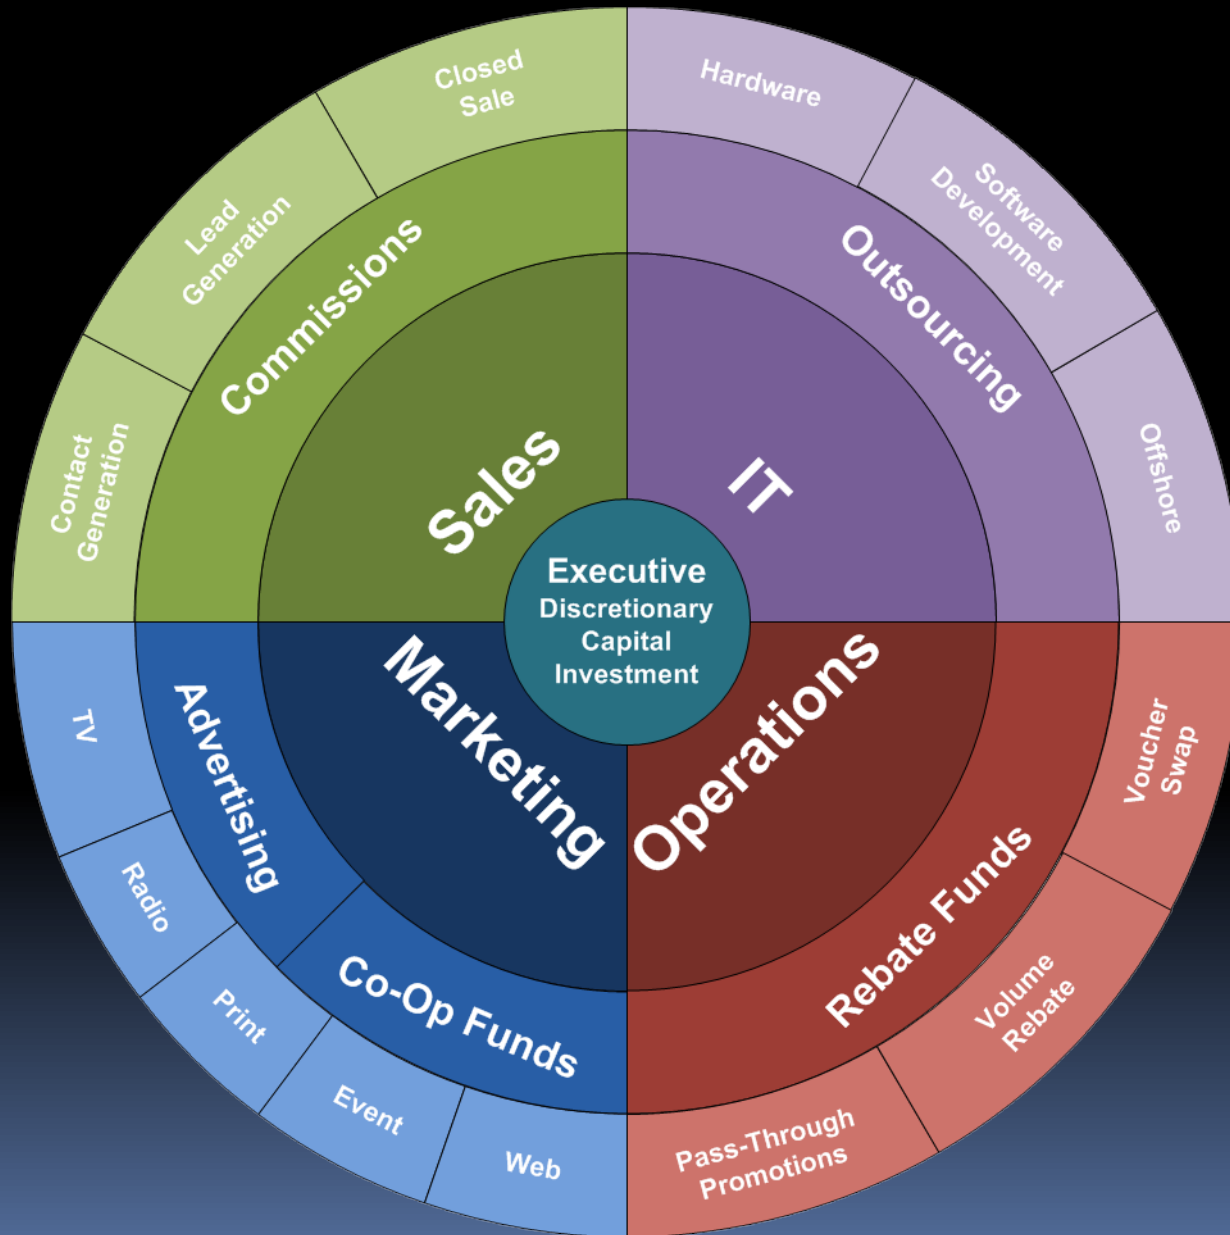 Closed
Sale
Hardware
Lead
Generation
Software
Development
Commissions
Outsourcing
Contact
Generation
Offshore
Sales
IT
Executive
Discretionary
Capital
Investment
Marketing
Operations
TV
Advertising
Voucher
Swap
Radio
Rebate Funds
Print
Co-Op Funds
Volume
Rebate
Event
Web
Pass-Through
Promotions